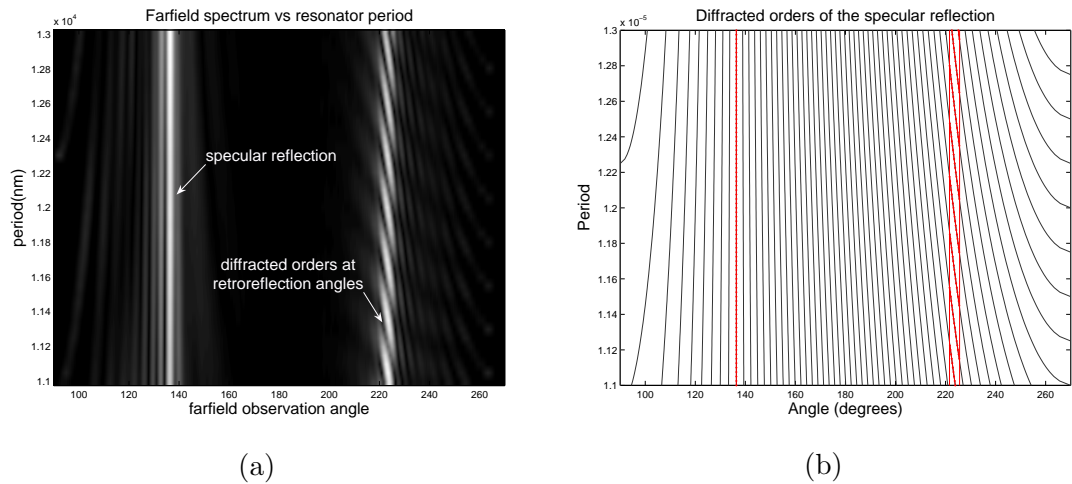 Farfield spectrum vs resonator period
x 10⁴
1.3
1.28
1.26
1.24
1.22
1.2
1.18
1.16
1.14
1.12
1.1
period(nm)
specular reflection
diffracted orders at
retroreflection angles
100 120 140 160 180 200 220 240 260
farfield observation angle
(a)
Diffracted orders of the specular reflection
x 10⁻⁵
1.3
1.28
1.26
1.24
1.22
1.2
1.18
1.16
1.14
1.12
1.1
Period
100 120 140 160 180 200 220 240 260
Angle (degrees)
(b)